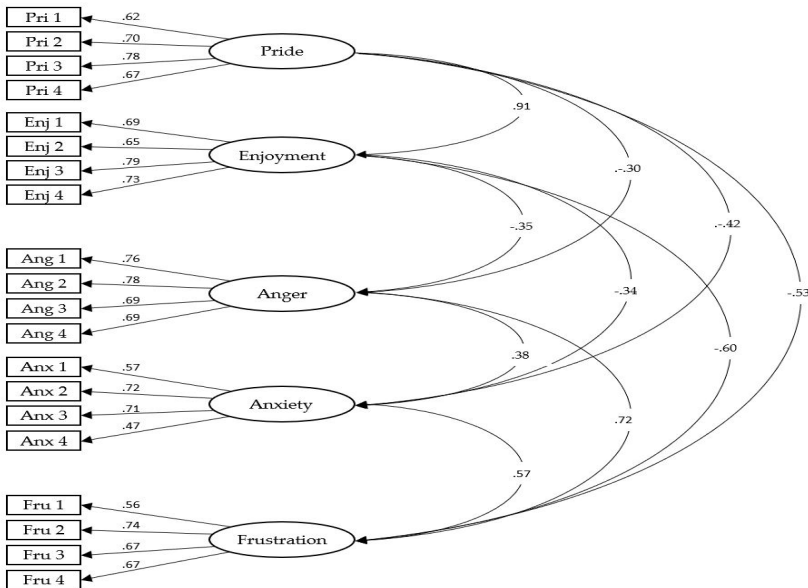 Pri 1
.62
Pri 2
.70
Pri 3
.78
Pri 4
.67
Pride
.91
Enj 1
.69
Enj 2
.65
Enj 3
.79
Enj 4
.73
Enjoyment
.-.30
-.35
-.42
Ang 1
.76
Ang 2
.78
Ang 3
.69
Ang 4
.69
Anger
-.34
-.53
.38
-.60
Anx 1
.57
Anx 2
.72
Anx 3
.71
Anx 4
.47
Anxiety
.72
.57
Fru 1
.56
Fru 2
.74
Fru 3
.67
Fru 4
.67
Frustration